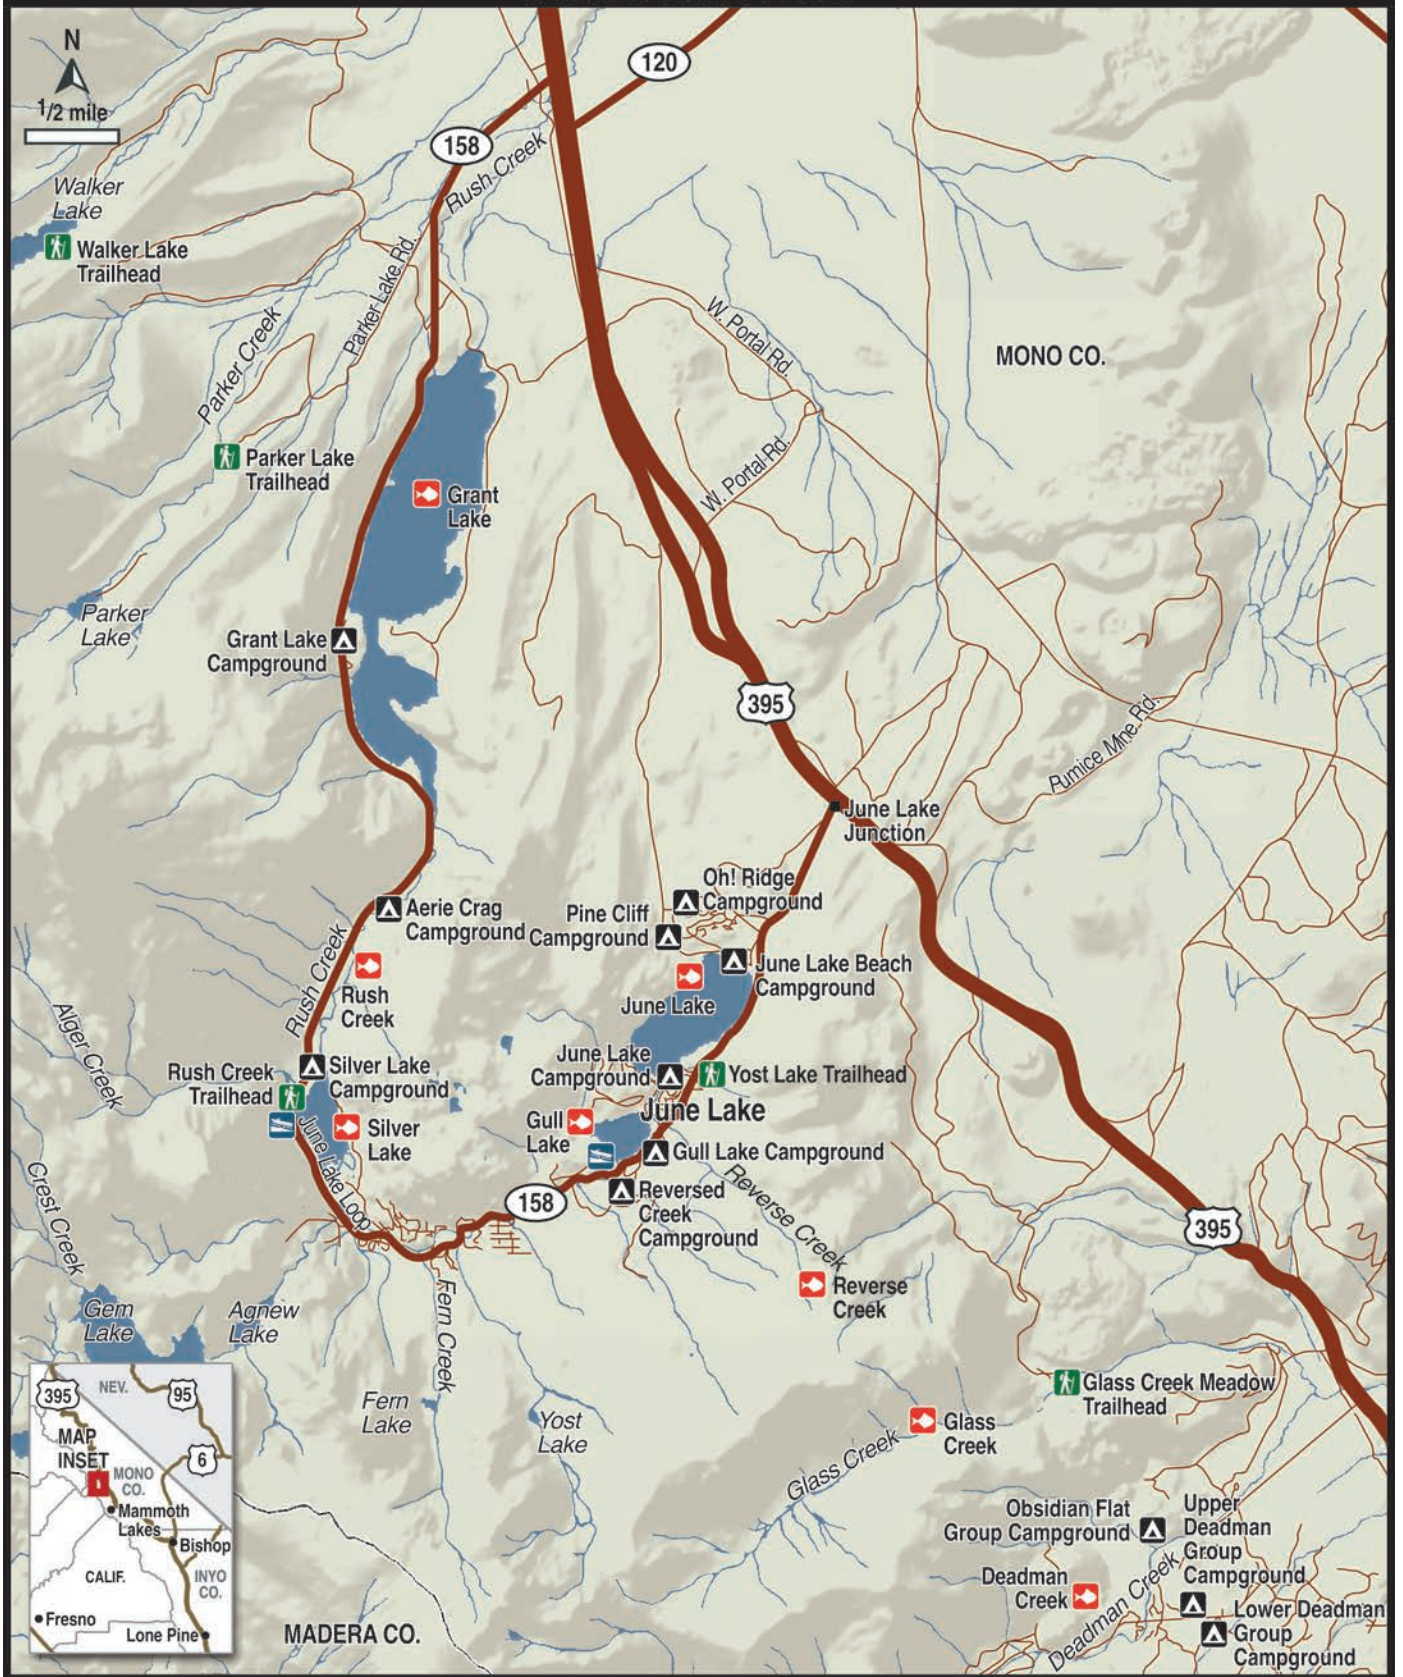 N
1/2 mile
120
158
Rush Creek
Walker
Lake
Walker Lake
Trailhead
Parker Lake Rd.
Parker Creek
W. Portal Rd.
MONO CO.
Parker Lake
Trailhead
W. Portal Rd.
Grant
Lake
Parker
Lake
Grant Lake
Campground
395
Pumice Mine Rd.
June Lake
Junction
Oh! Ridge
Campground
Aerie Crag
Campground
Pine Cliff
Campground
Rush Creek
June Lake Beach
Campground
Rush
Creek
June Lake
Alger Creek
June Lake
Campground
Rush Creek
Trailhead
Silver Lake
Campground
Yost Lake Trailhead
June Lake
Gull
Lake
Silver
Lake
June Lake Loop
Gull Lake Campground
Crest Creek
158
Reversed
Creek
Campground
Reverse Creek
395
Reverse
Creek
Gem
Lake
Agnew
Lake
Fern Creek
Glass Creek Meadow
Trailhead
Fern
Lake
Yost
Lake
Glass
Creek
Glass Creek
Obsidian Flat
Group Campground
Upper
Deadman
Group
Campground
Deadman
Creek
Deadman Creek
Lower Deadman
Group
Campground
MADERA CO.
395
NEV.
95
MAP
INSET
6
MONO
CO.
Mammoth
Lakes
Bishop
CALIF.
INYO
CO.
Fresno
Lone Pine